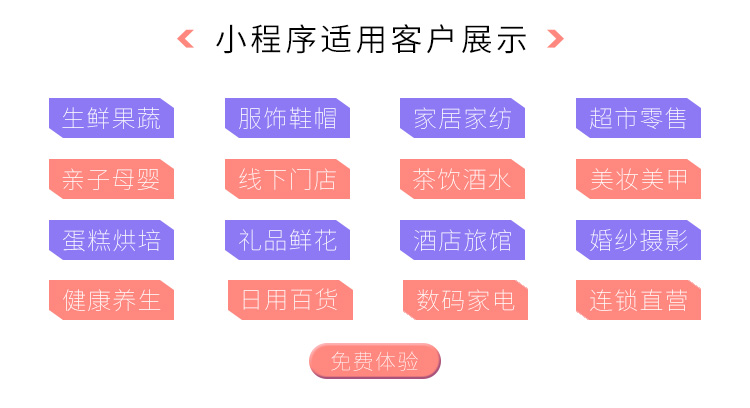 小程序适用客户展示
生鲜果蔬 服饰鞋帽 家居家纺 超市零售
亲子母婴 线下门店 茶饮酒水 美妆美甲
蛋糕烘培 礼品鲜花 酒店旅馆 婚纱摄影
健康养生 日用百货 数码家电 连锁直营
免费体验